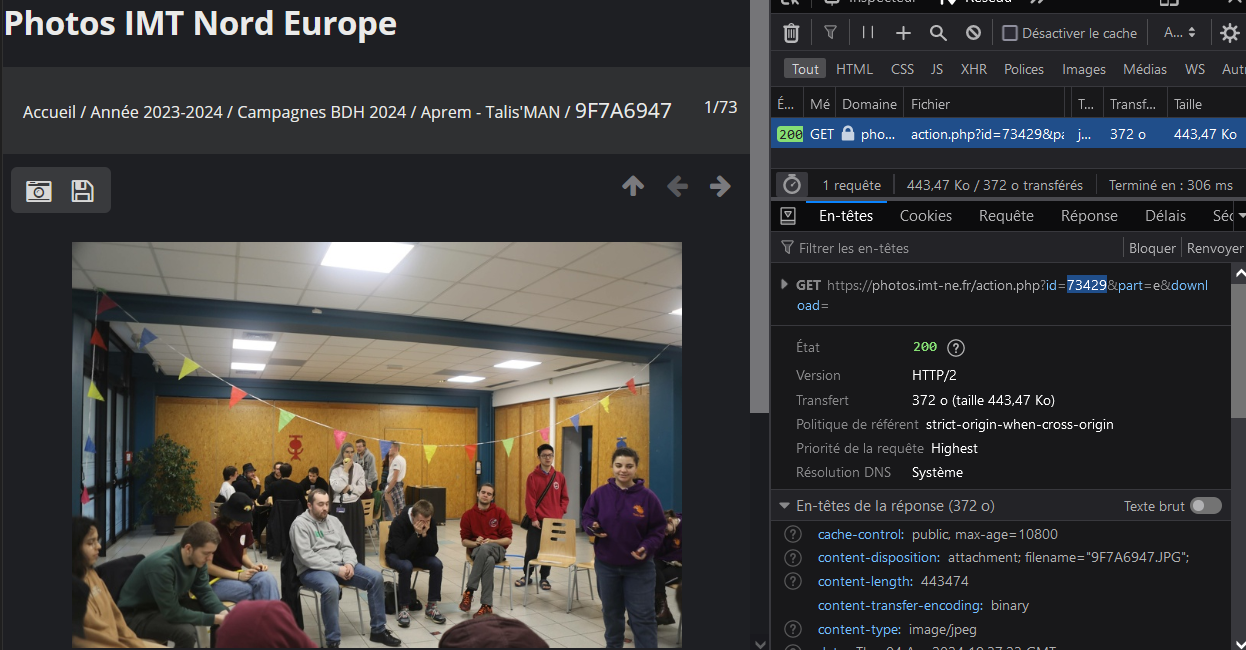 Photos IMT Nord Europe
Accueil / Année 2023-2024 / Campagnes BDH 2024 / Aprem - Talis'MAN / 9F7A6947 1/73
Réseau
Désactiver le cache
A...
Tout HTML CSS JS XHR Polices Images Médias WS Aut
É... Mé Domaine Fichier T... Transf... Taille
200 GET pho... action.php?id=73429&pa j... 372 o 443,47 Ko
1 requête 443,47 Ko / 372 o transférés Terminé en : 306 ms
En-têtes Cookies Requête Réponse Délais Séc
Filtrer les en-têtes Bloquer Renvoyer
GET https://photos.imt-ne.fr/action.php?id=73429&part=e&downl
oad=
État 200
Version HTTP/2
Transfert 372 o (taille 443,47 Ko)
Politique de référent strict-origin-when-cross-origin
Priorité de la requête Highest
Résolution DNS Système
En-têtes de la réponse (372 o) Texte brut
cache-control: public, max-age=10800
content-disposition: attachment; filename="9F7A6947.JPG";
content-length: 443474
content-transfer-encoding: binary
content-type: image/jpeg